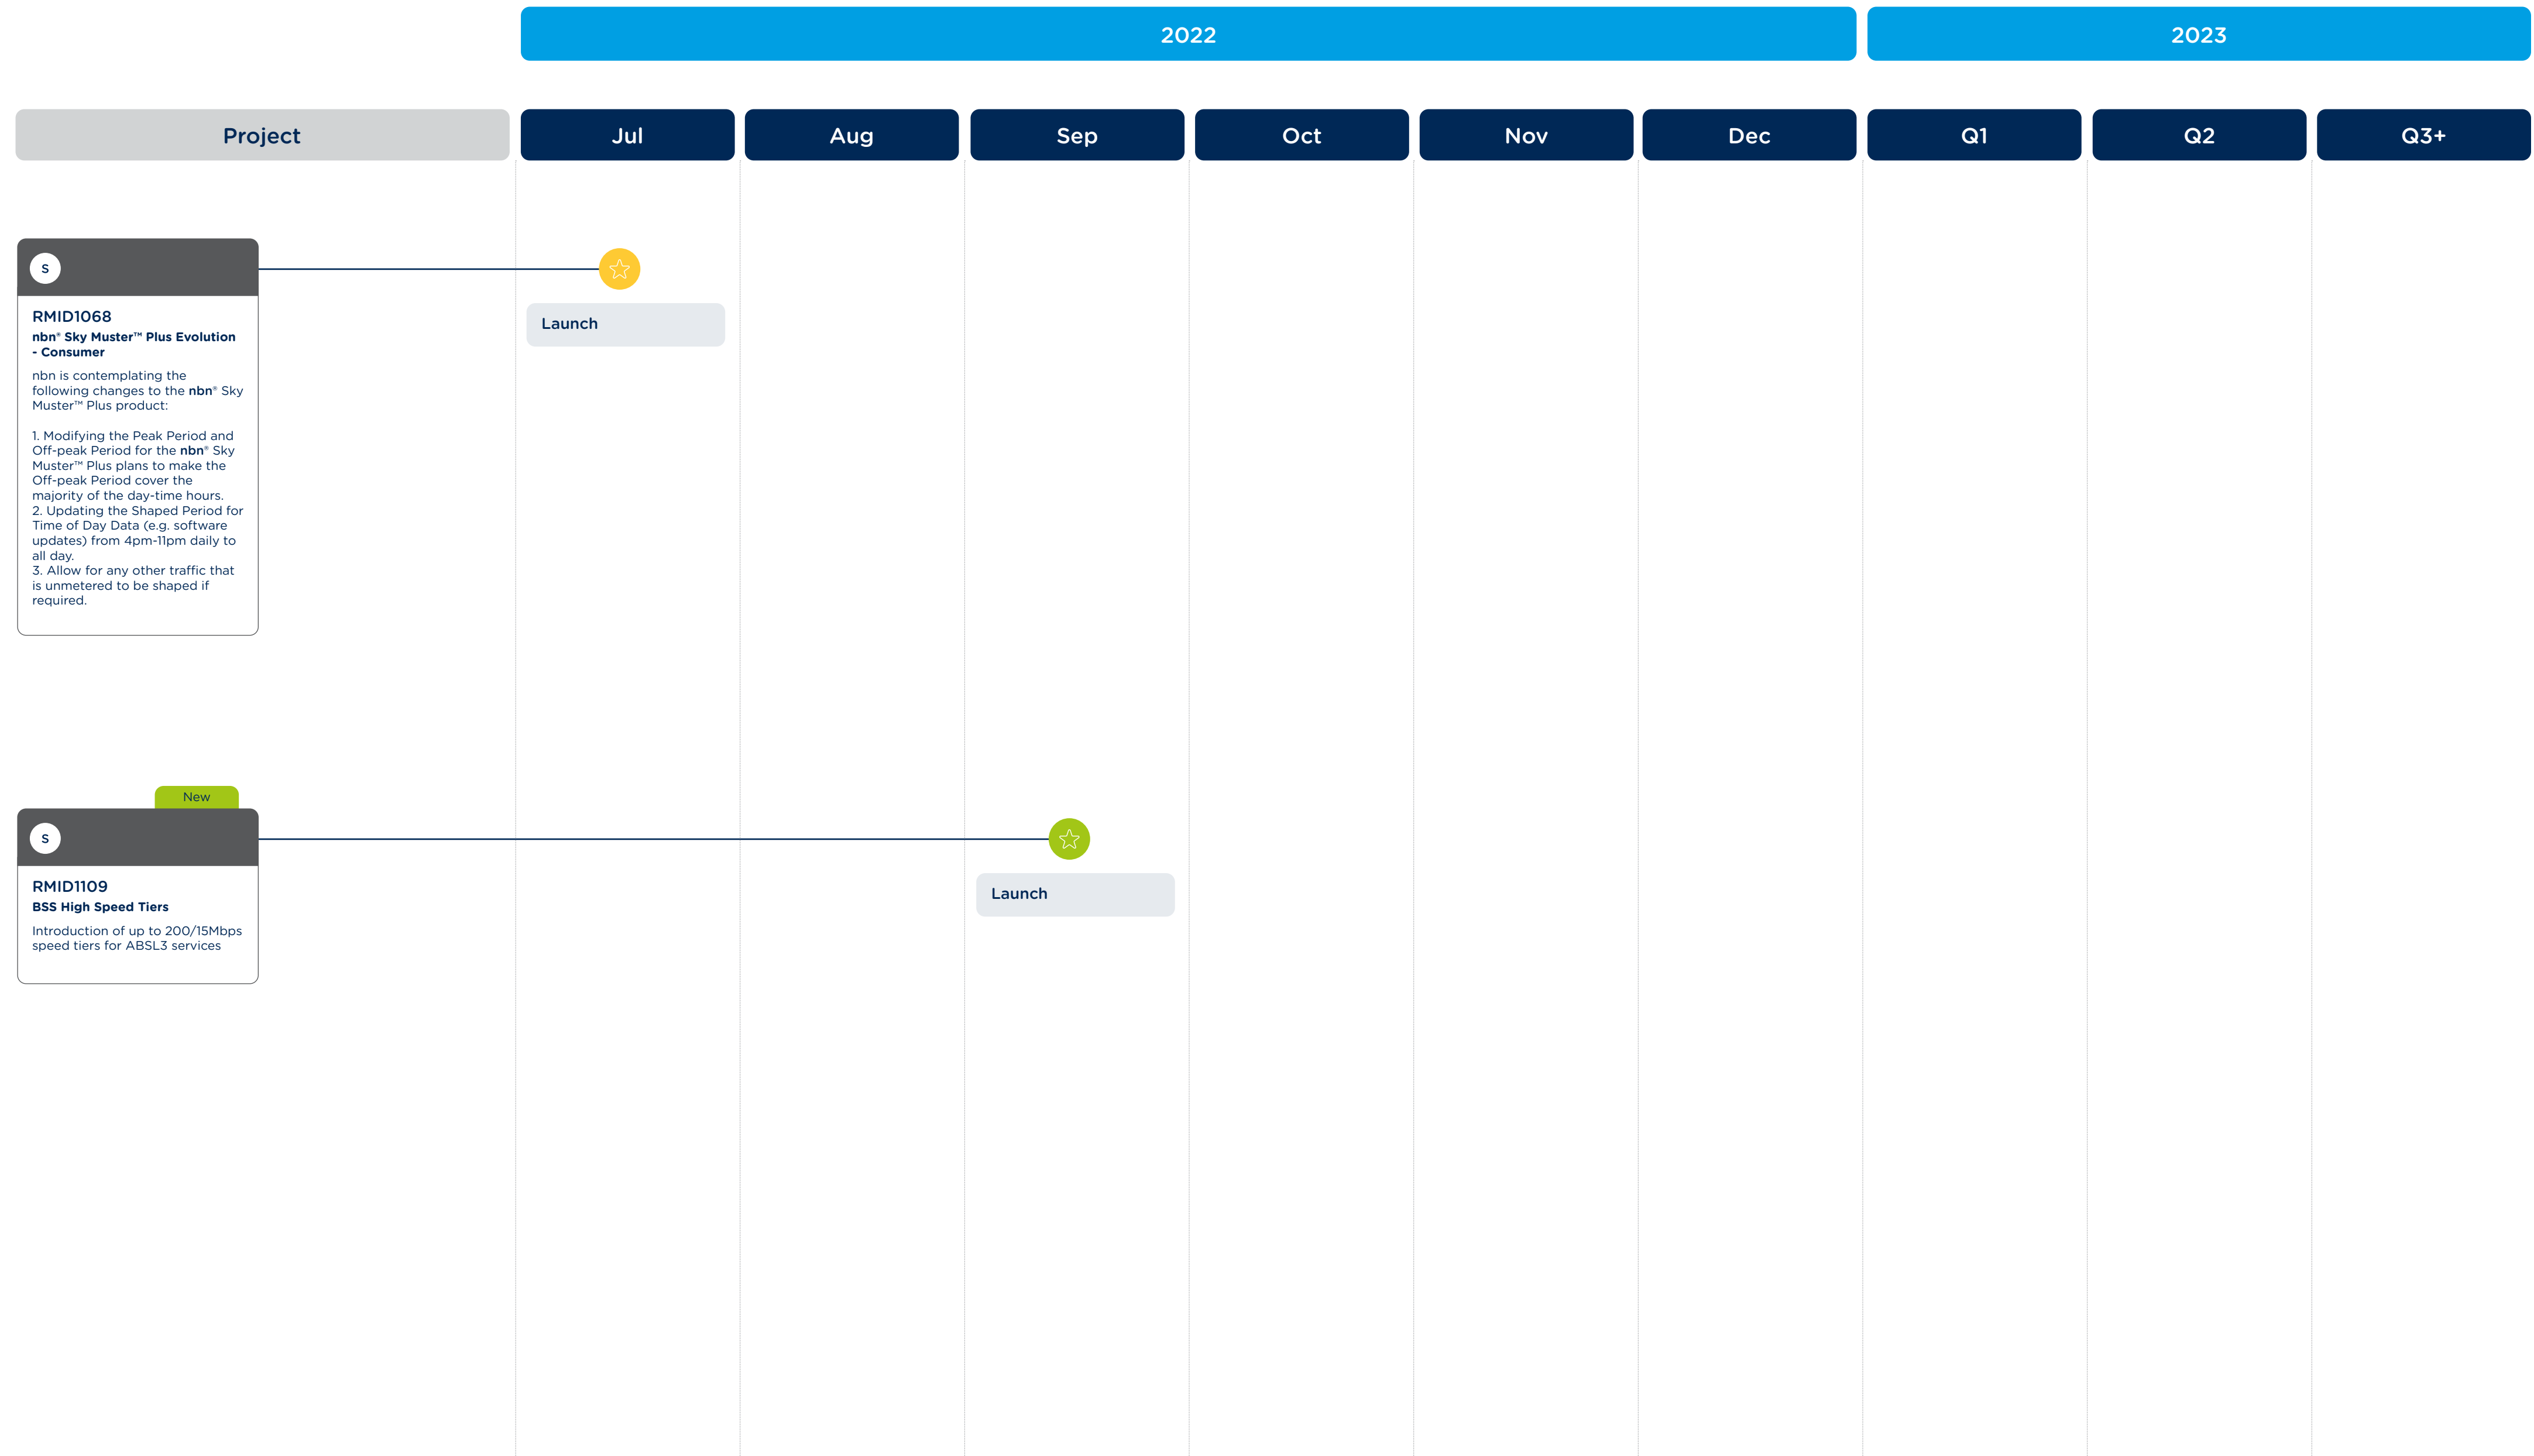 2022
2023
Project
Jul
Aug
Sep
Oct
Nov
Dec
Q1
Q2
Q3+
S
RMID1068
nbn® Sky Muster™ Plus Evolution
- Consumer
nbn is contemplating the
following changes to the nbn® Sky
Muster™ Plus product:
1. Modifying the Peak Period and
Off-peak Period for the nbn® Sky
Muster™ Plus plans to make the
Off-peak Period cover the
majority of the day-time hours.
2. Updating the Shaped Period for
Time of Day Data (e.g. software
updates) from 4pm-11pm daily to
all day.
3. Allow for any other traffic that
is unmetered to be shaped if
required.
Launch
New
S
RMID1109
BSS High Speed Tiers
Introduction of up to 200/15Mbps
speed tiers for ABSL3 services
Launch